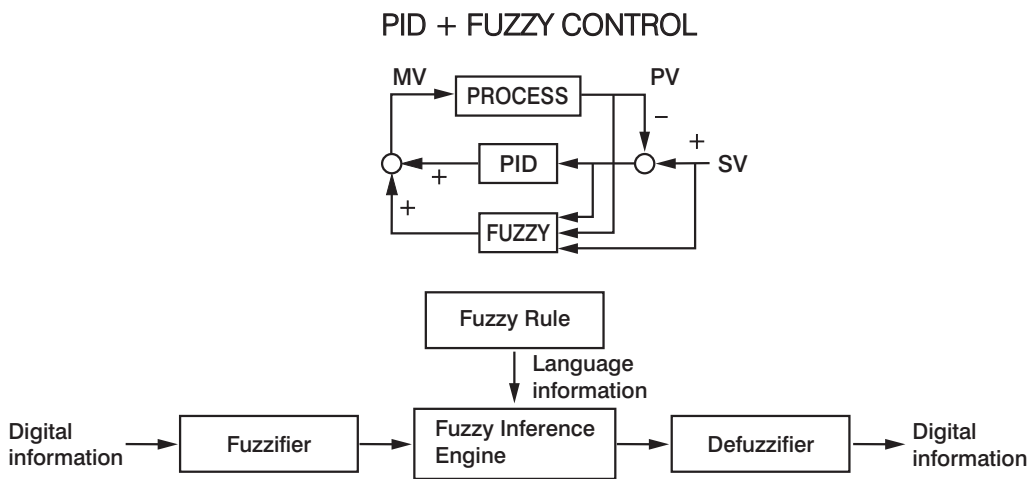 PID + FUZZY CONTROL
MV
PROCESS
PV
−
+
PID
SV
+
+
FUZZY
Fuzzy Rule
Language
information
Digital
information
Fuzzifier
Fuzzy Inference
Engine
Defuzzifier
Digital
information